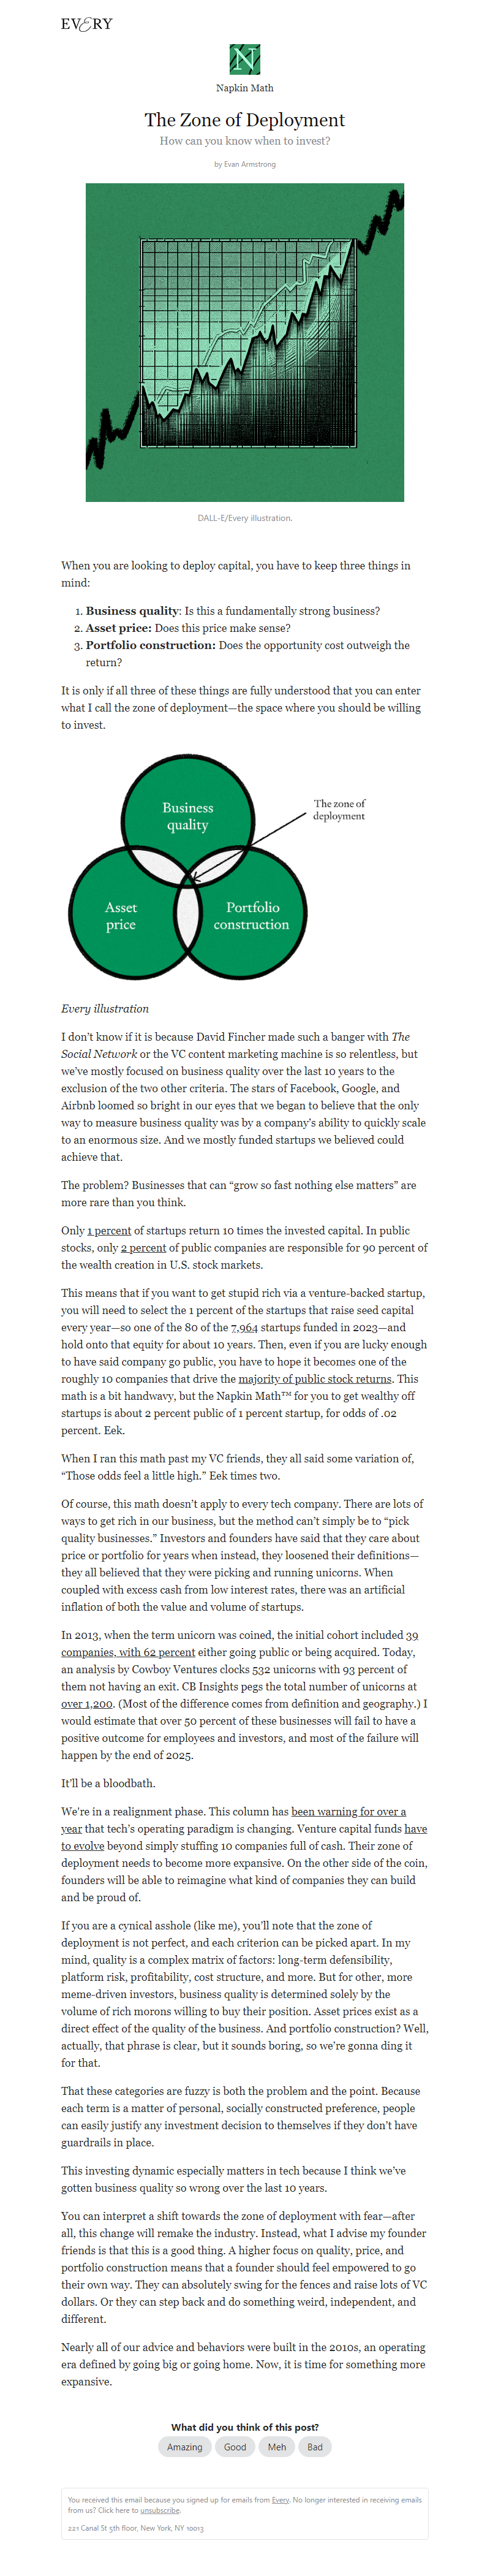 EVERY
N
Napkin Math
The Zone of Deployment
How can you know when to invest?
by Evan Armstrong
DALL-E/Every illustration.
When you are looking to deploy capital, you have to keep three things in
mind:
1. Business quality: Is this a fundamentally strong business?
2. Asset price: Does this price make sense?
3. Portfolio construction: Does the opportunity cost outweigh the
return?
It is only if all three of these things are fully understood that you can enter
what I call the zone of deployment—the space where you should be willing
to invest.
Business
quality
The zone of
deployment
Asset
price
Portfolio
construction
Every illustration
I don’t know if it is because David Fincher made such a banger with The
Social Network or the VC content marketing machine is so relentless, but
we’ve mostly focused on business quality over the last 10 years to the
exclusion of the two other criteria. The stars of Facebook, Google, and
Airbnb loomed so bright in our eyes that we began to believe that the only
way to measure business quality was by a company’s ability to quickly scale
to an enormous size. And we mostly funded startups we believed could
achieve that.
The problem? Businesses that can “grow so fast nothing else matters” are
more rare than you think.
Only 1 percent of startups return 10 times the invested capital. In public
stocks, only 2 percent of public companies are responsible for 90 percent of
the wealth creation in U.S. stock markets.
This means that if you want to get stupid rich via a venture-backed startup,
you will need to select the 1 percent of the startups that raise seed capital
every year—so one of the 80 of the 7,964 startups funded in 2023—and
hold onto that equity for about 10 years. Then, even if you are lucky enough
to have said company go public, you have to hope it becomes one of the
roughly 10 companies that drive the majority of public stock returns. This
math is a bit handwavy, but the Napkin Math™ for you to get wealthy off
startups is about 2 percent public of 1 percent startup, for odds of .02
percent. Eek.
When I ran this math past my VC friends, they all said some variation of,
“Those odds feel a little high.” Eek times two.
Of course, this math doesn’t apply to every tech company. There are lots of
ways to get rich in our business, but the method can’t simply be to “pick
quality businesses.” Investors and founders have said that they care about
price or portfolio for years when instead, they loosened their definitions—
they all believed that they were picking and running unicorns. When
coupled with excess cash from low interest rates, there was an artificial
inflation of both the value and volume of startups.
In 2013, when the term unicorn was coined, the initial cohort included 39
companies, with 62 percent either going public or being acquired. Today,
an analysis by Cowboy Ventures clocks 532 unicorns with 93 percent of
them not having an exit. CB Insights pegs the total number of unicorns at
over 1,200. (Most of the difference comes from definition and geography.) I
would estimate that over 50 percent of these businesses will fail to have a
positive outcome for employees and investors, and most of the failure will
happen by the end of 2025.
It’ll be a bloodbath.
We’re in a realignment phase. This column has been warning for over a
year that tech’s operating paradigm is changing. Venture capital funds have
to evolve beyond simply stuffing 10 companies full of cash. Their zone of
deployment needs to become more expansive. On the other side of the coin,
founders will be able to reimagine what kind of companies they can build
and be proud of.
If you are a cynical asshole (like me), you’ll note that the zone of
deployment is not perfect, and each criterion can be picked apart. In my
mind, quality is a complex matrix of factors: long-term defensibility,
platform risk, profitability, cost structure, and more. But for other, more
meme-driven investors, business quality is determined solely by the
volume of rich morons willing to buy their position. Asset prices exist as a
direct effect of the quality of the business. And portfolio construction? Well,
actually, that phrase is clear, but it sounds boring, so we’re gonna ding it
for that.
That these categories are fuzzy is both the problem and the point. Because
each term is a matter of personal, socially constructed preference, people
can easily justify any investment decision to themselves if they don’t have
guardrails in place.
This investing dynamic especially matters in tech because I think we’ve
gotten business quality so wrong over the last 10 years.
You can interpret a shift towards the zone of deployment with fear—after
all, this change will remake the industry. Instead, what I advise my founder
friends is that this is a good thing. A higher focus on quality, price, and
portfolio construction means that a founder should feel empowered to go
their own way. They can absolutely swing for the fences and raise lots of VC
dollars. Or they can step back and do something weird, independent, and
different.
Nearly all of our advice and behaviors were built in the 2010s, an operating
era defined by going big or going home. Now, it is time for something more
expansive.
What did you think of this post?
Amazing Good Meh Bad
You received this email because you signed up for emails from Every. No longer interested in receiving emails
from us? Click here to unsubscribe.
221 Canal St 5th floor, New York, NY 10013